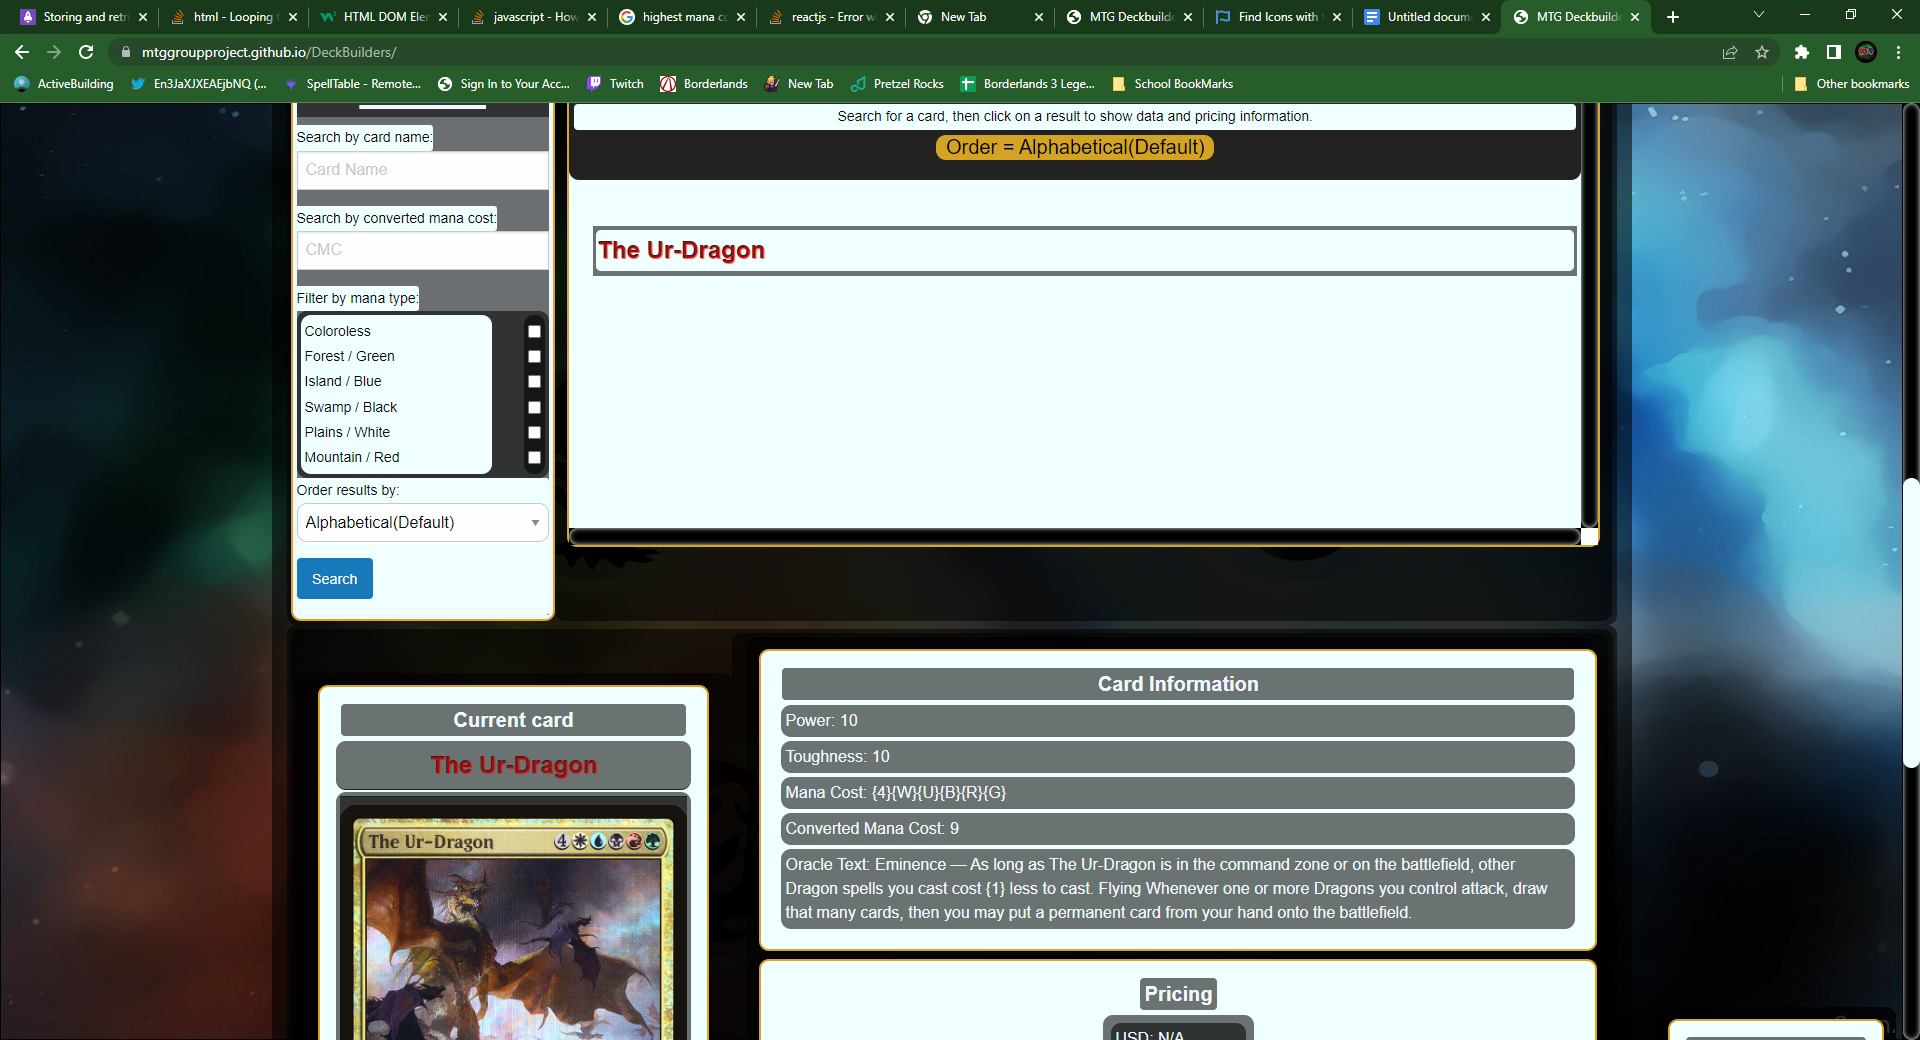 Storing and retri
html - Looping
HTML DOM Ele
javascript - How
highest mana c
reactjs - Error w
New Tab
MTG Deckbuild
Find Icons with
Untitled docum
MTG Deckbuild
mtggroupproject.github.io/DeckBuilders/
ActiveBuilding
En3JaXJXEAEjbNQ (...
SpellTable - Remote...
Sign In to Your Acc...
Twitch
Borderlands
New Tab
Pretzel Rocks
Borderlands 3 Lege...
School BookMarks
Other bookmarks
Search by card name:
Card Name
Search by converted mana cost:
CMC
Filter by mana type:
Coloroless
Forest / Green
Island / Blue
Swamp / Black
Plains / White
Mountain / Red
Order results by:
Alphabetical(Default)
Search
Search for a card, then click on a result to show data and pricing information.
Order = Alphabetical(Default)
The Ur-Dragon
Current card
The Ur-Dragon
The Ur-Dragon
4
Card Information
Power: 10
Toughness: 10
Mana Cost: {4}{W}{U}{B}{R}{G}
Converted Mana Cost: 9
Oracle Text: Eminence — As long as The Ur-Dragon is in the command zone or on the battlefield, other
Dragon spells you cast cost {1} less to cast. Flying Whenever one or more Dragons you control attack, draw
that many cards, then you may put a permanent card from your hand onto the battlefield.
Pricing
USD: N/A